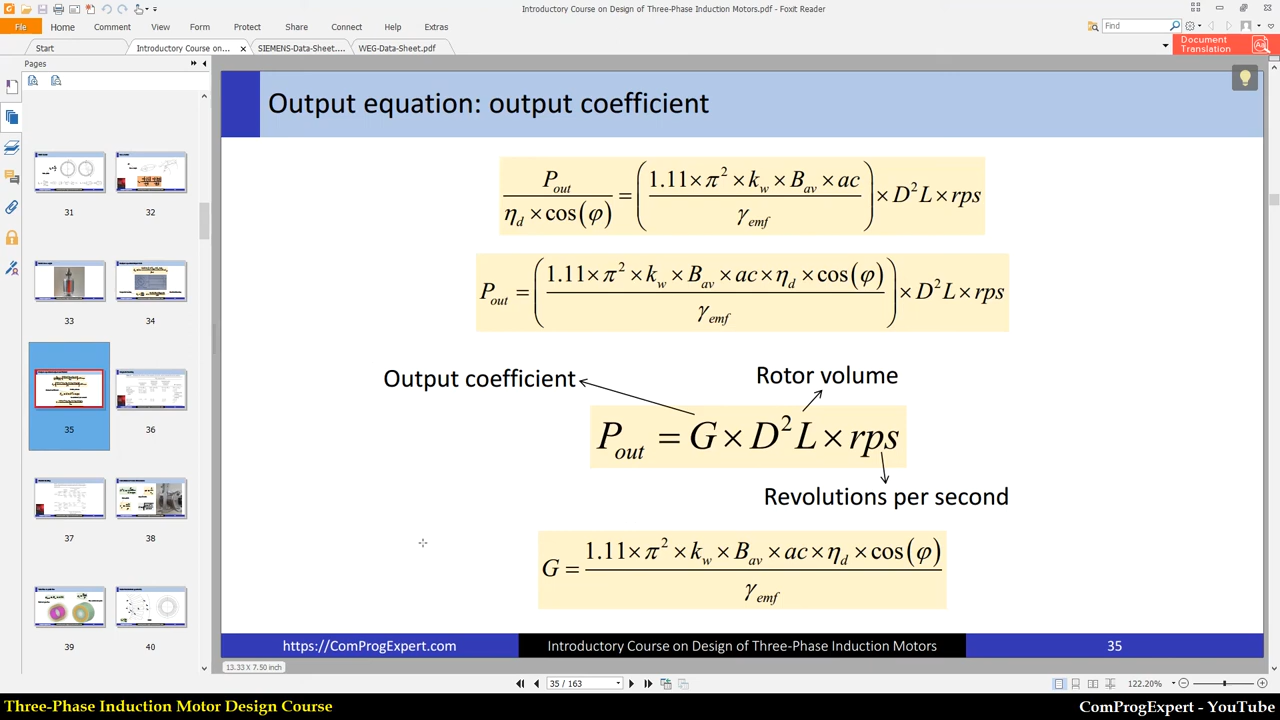 Introductory Course on Design of Three-Phase Induction Motors.pdf - Foxit Reader
File Home Comment View Form Protect Share Connect Help Extras
Find
Start Introductory Course on... SIEMENS-Data-Sheet.... WEG-Data-Sheet.pdf
Document
Translation
Pages
31 32
33 34
35 36
37 38
39 40
Output equation: output coefficient
P_out / (η_d × cos(φ)) = (1.11×π² × k_w × B_av × ac / γ_emf) × D²L × rps
P_out = (1.11×π² × k_w × B_av × ac × η_d × cos(φ) / γ_emf) × D²L × rps
Output coefficient
Rotor volume
P_out = G × D²L × rps
Revolutions per second
G = 1.11×π² × k_w × B_av × ac × η_d × cos(φ) / γ_emf
https://ComProgExpert.com Introductory Course on Design of Three-Phase Induction Motors 35
13.33 x 7.50 inch
35 / 163
122.20%
Three-Phase Induction Motor Design Course
ComProgExpert - YouTube